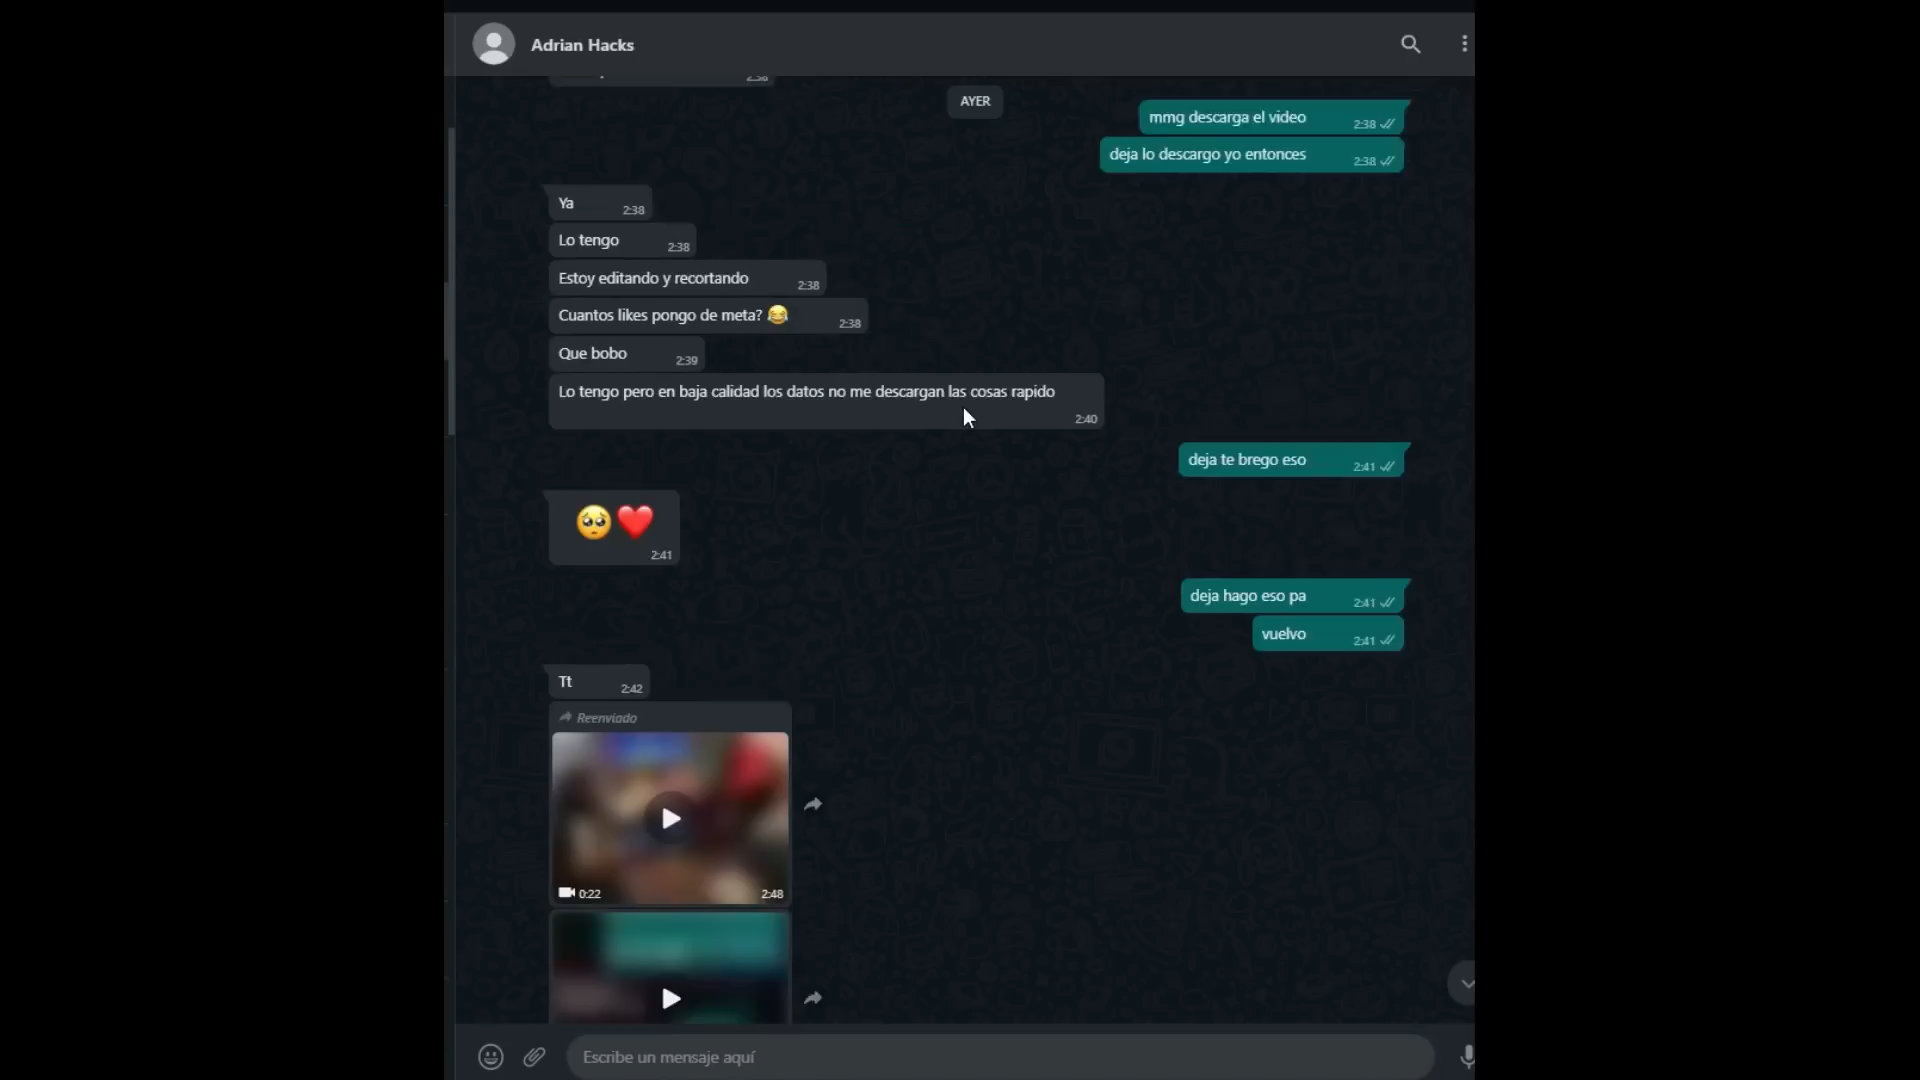 Adrian Hacks
2:38
AYER
mmg descarga el video 2:38
deja lo descargo yo entonces 2:38
Ya 2:38
Lo tengo 2:38
Estoy editando y recortando 2:38
Cuantos likes pongo de meta? 😂 2:38
Que bobo 2:39
Lo tengo pero en baja calidad los datos no me descargan las cosas rapido
2:40
deja te brego eso 2:41
🥺❤️
2:41
deja hago eso pa 2:41
vuelvo 2:41
Tt 2:42
Reenviado
0:22 2:48
Escribe un mensaje aquí